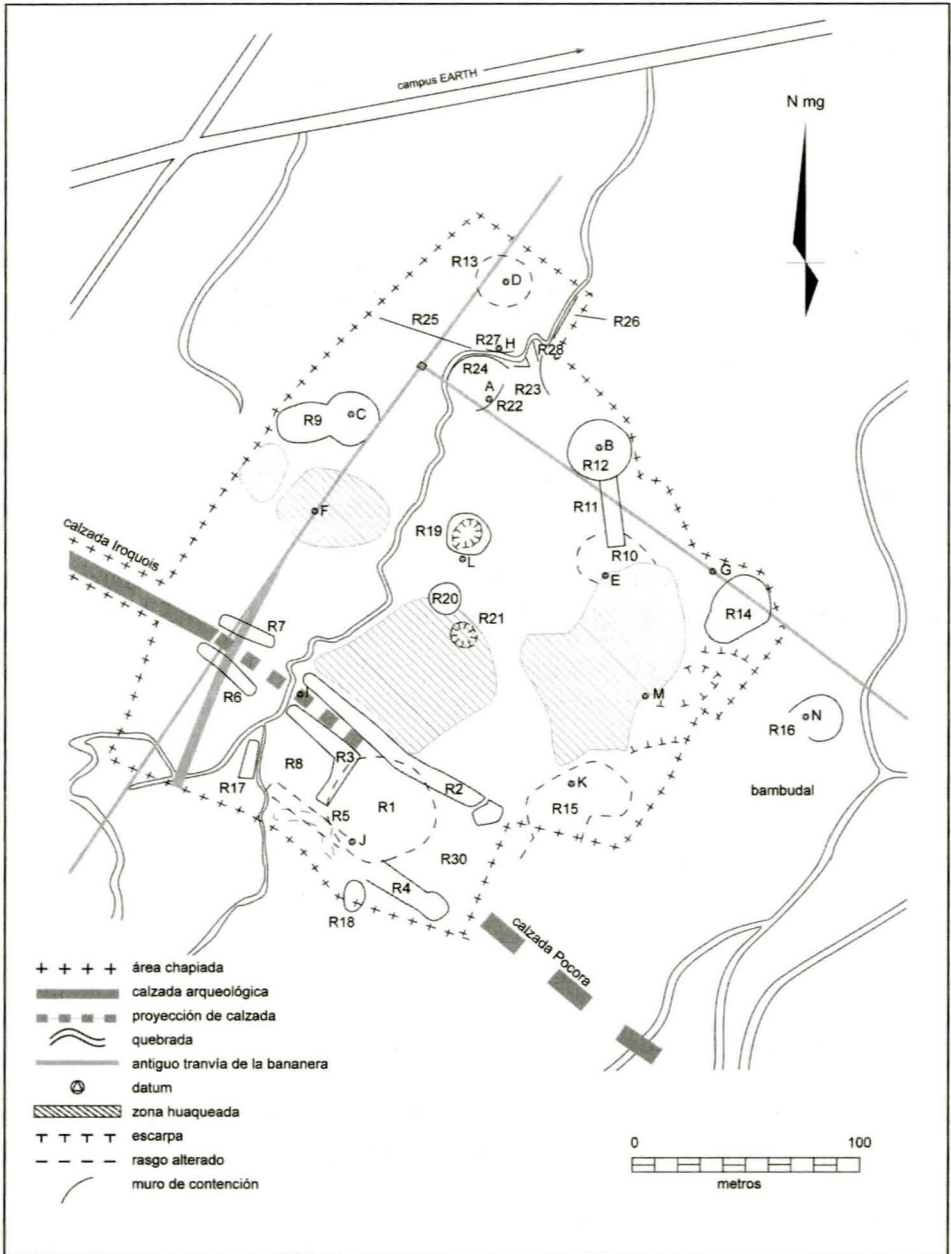 campus EARTH
N mg
R13
D
R25
R26
R27
H
R28
R24
A
R23
R22
R9
C
B
R12
F
R11
R19
R10
calzada Iroquois
L
E
G
R20
R14
R7
R21
R6
I
M
R16
N
R3
R8
R2
K
R17
bambudal
R1
R15
R5
J
R30
R4
R18
calzada Pocora
área chapiada
calzada arqueológica
proyección de calzada
quebrada
antiguo tranvía de la bananera
datum
zona huaqueada
escarpa
rasgo alterado
muro de contención
0 100
metros